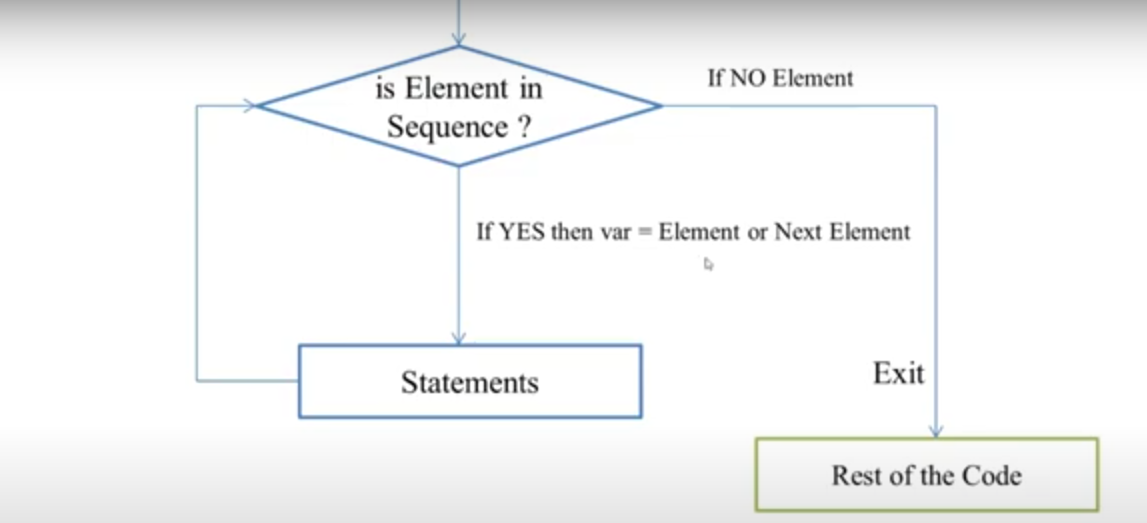 is Element in
Sequence ?
If NO Element
If YES then var = Element or Next Element
Statements
Exit
Rest of the Code